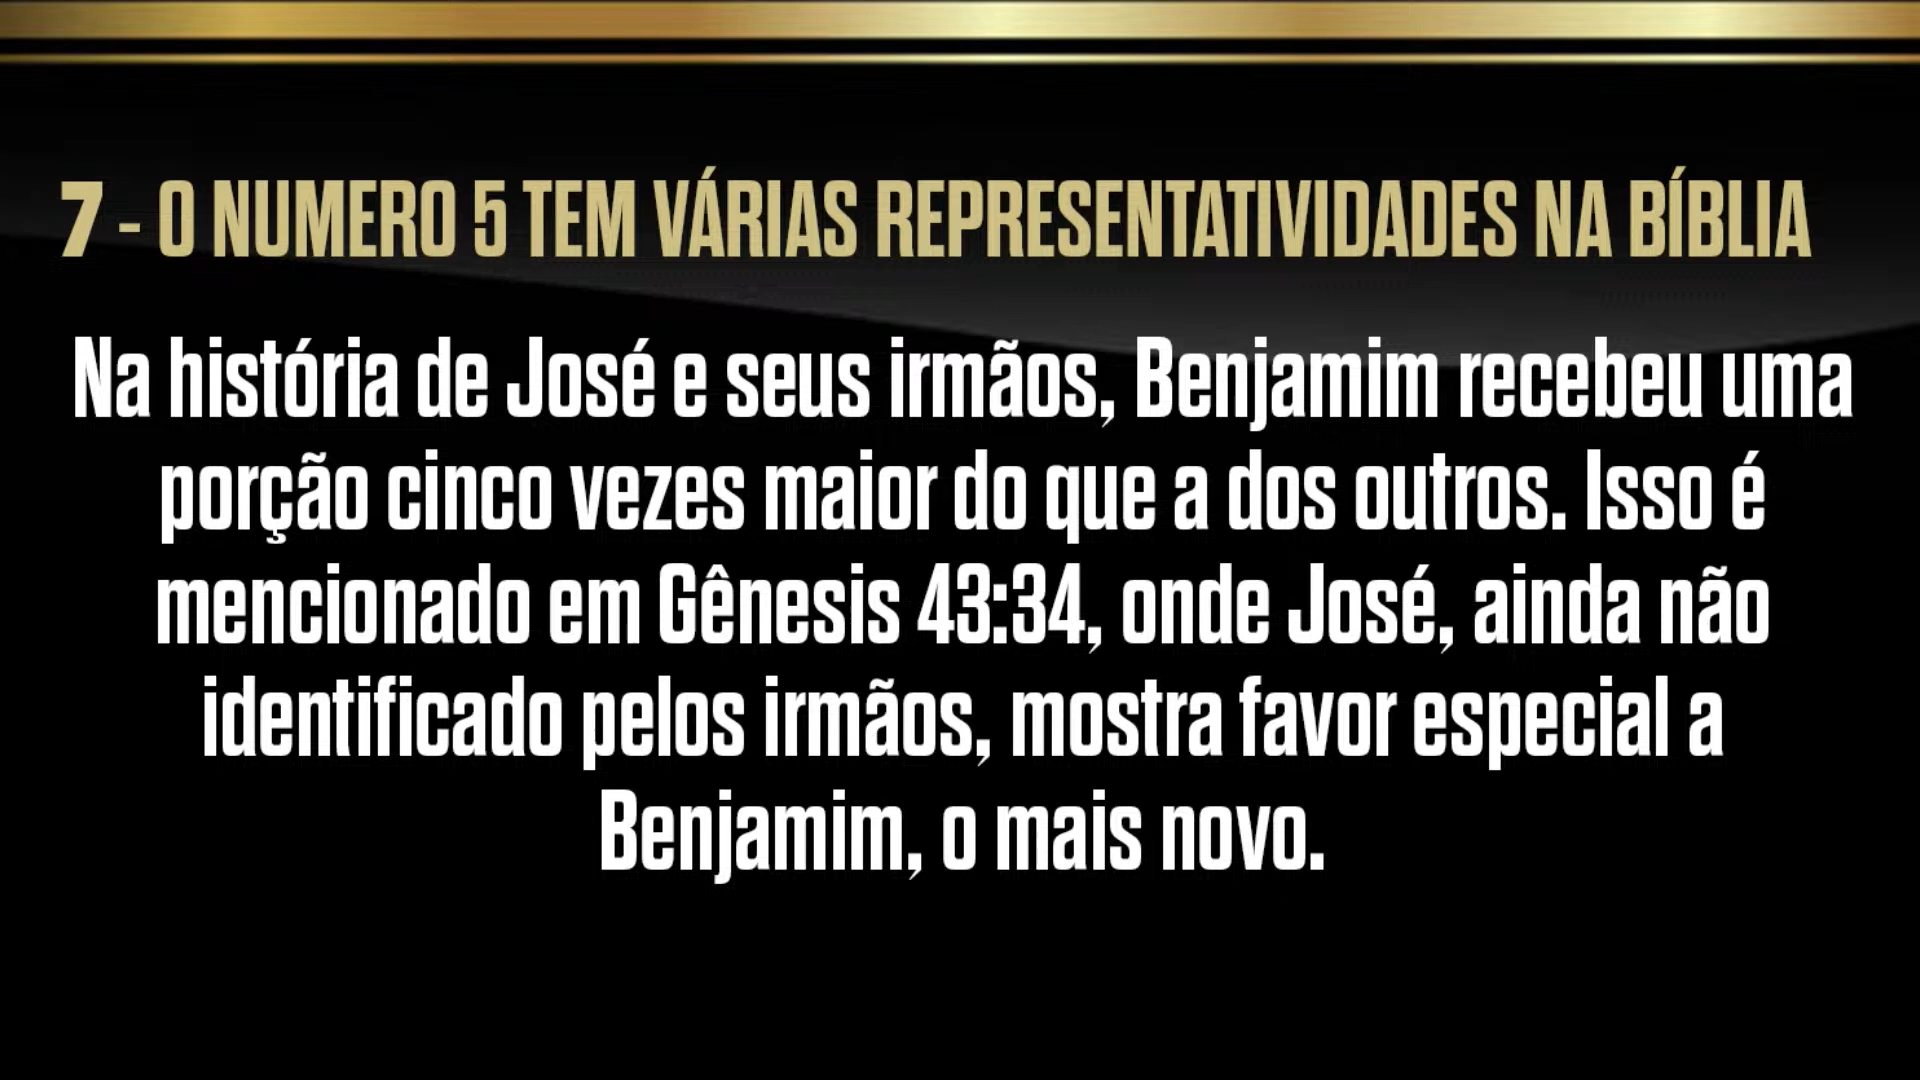 7 - O NUMERO 5 TEM VÁRIAS REPRESENTATIVIDADES NA BÍBLIA
Na história de José e seus irmãos, Benjamim recebeu uma
porção cinco vezes maior do que a dos outros. Isso é
mencionado em Gênesis 43:34, onde José, ainda não
identificado pelos irmãos, mostra favor especial a
Benjamim, o mais novo.